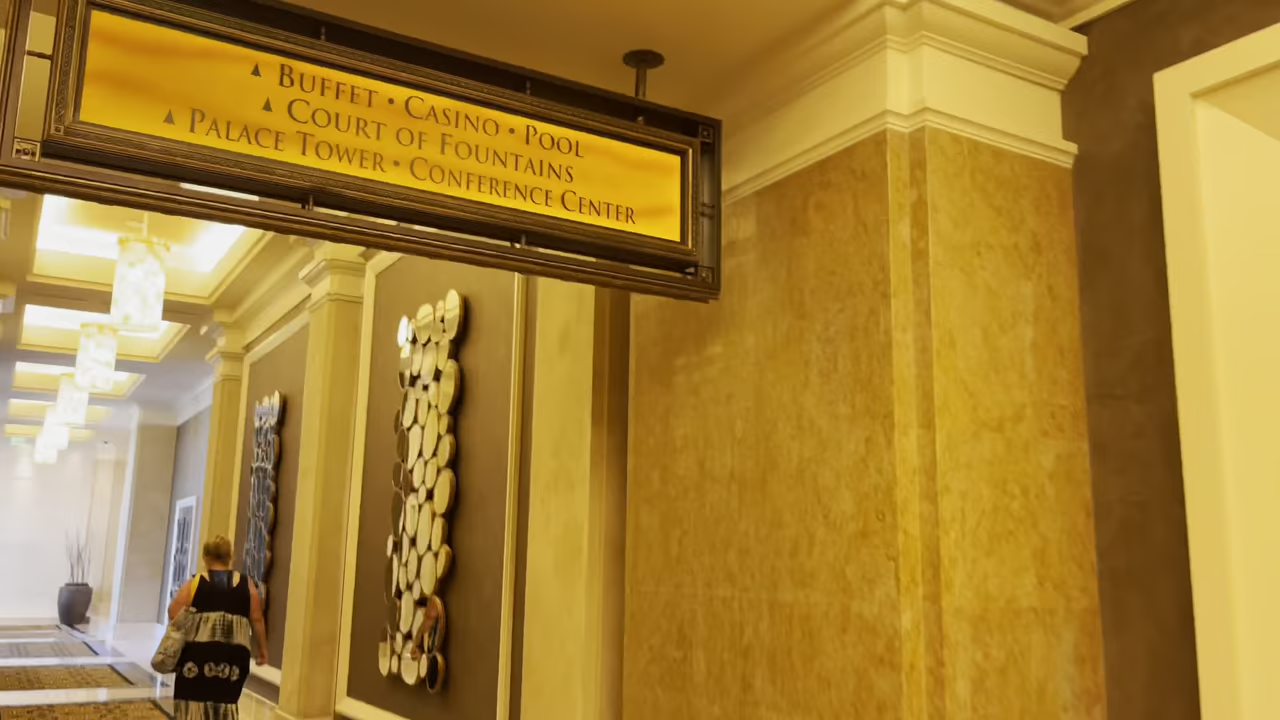 ▲ BUFFET • CASINO • POOL
▲ COURT OF FOUNTAINS
▲ PALACE TOWER • CONFERENCE CENTER